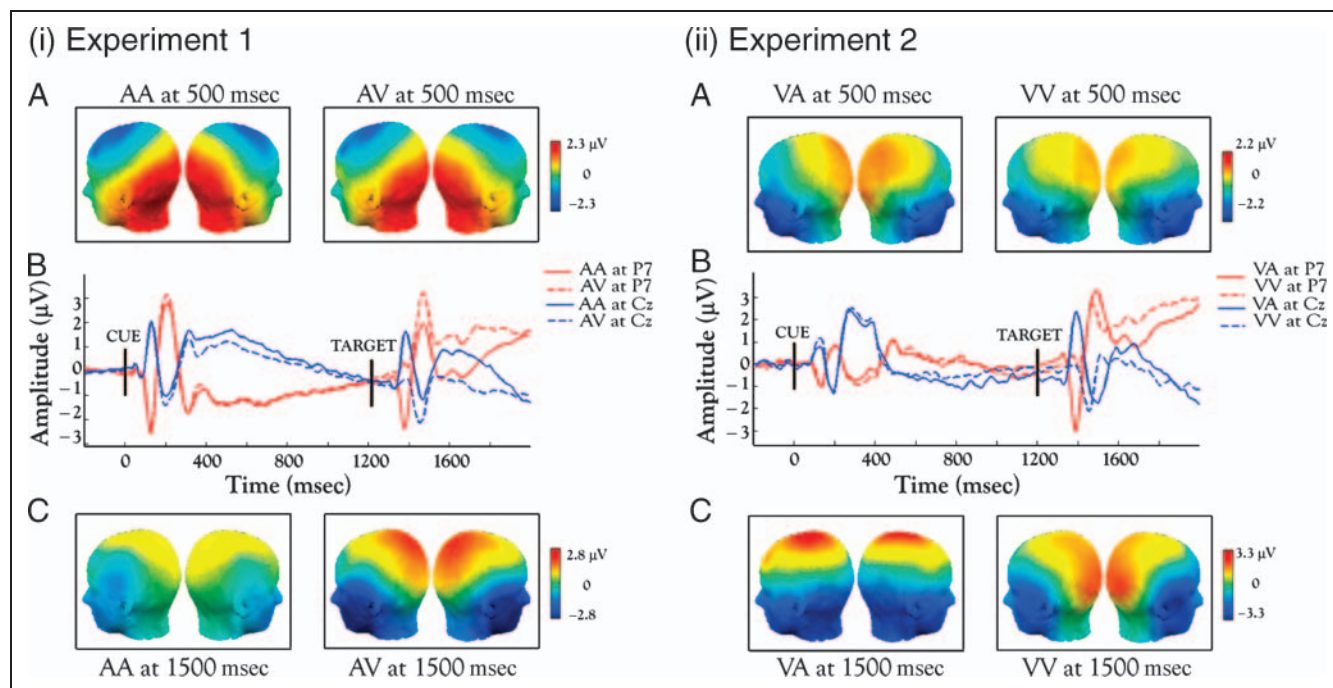 (i) Experiment 1
A
AA at 500 msec
AV at 500 msec
2.3 µV
0
−2.3
B
AA at P7
AV at P7
AA at Cz
AV at Cz
Amplitude (µV)
3
2
1
0
−1
−2
−3
CUE
TARGET
0 400 800 1200 1600
Time (msec)
C
2.8 µV
0
−2.8
AA at 1500 msec
AV at 1500 msec
(ii) Experiment 2
A
VA at 500 msec
VV at 500 msec
2.2 µV
0
−2.2
B
VA at P7
VV at P7
VA at Cz
VV at Cz
Amplitude (µV)
3
2
1
0
−1
−2
−3
CUE
TARGET
0 400 800 1200 1600
Time (msec)
C
3.3 µV
0
−3.3
VA at 1500 msec
VV at 1500 msec